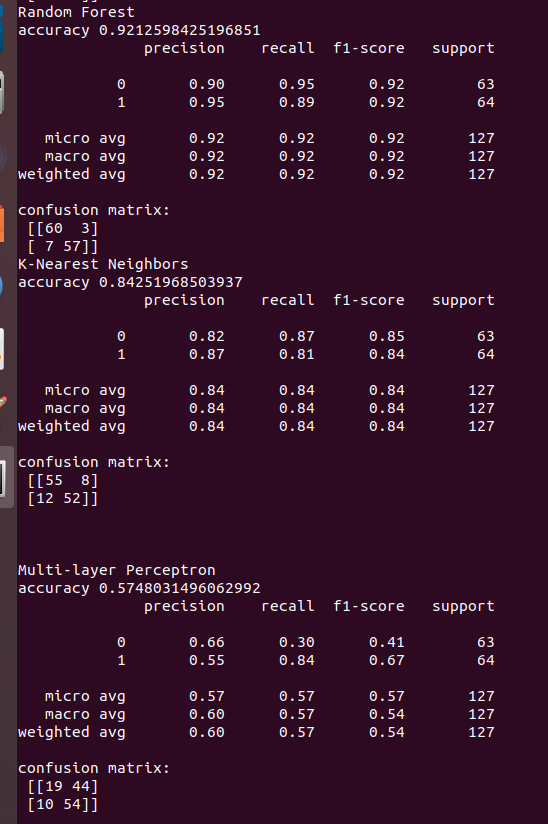 Random Forest
accuracy 0.9212598425196851
precision recall f1-score support
0 0.90 0.95 0.92 63
1 0.95 0.89 0.92 64
micro avg 0.92 0.92 0.92 127
macro avg 0.92 0.92 0.92 127
weighted avg 0.92 0.92 0.92 127
confusion matrix:
[[60 3]
[ 7 57]]
K-Nearest Neighbors
accuracy 0.84251968503937
precision recall f1-score support
0 0.82 0.87 0.85 63
1 0.87 0.81 0.84 64
micro avg 0.84 0.84 0.84 127
macro avg 0.84 0.84 0.84 127
weighted avg 0.84 0.84 0.84 127
confusion matrix:
[[55 8]
[12 52]]
Multi-layer Perceptron
accuracy 0.5748031496062992
precision recall f1-score support
0 0.66 0.30 0.41 63
1 0.55 0.84 0.67 64
micro avg 0.57 0.57 0.57 127
macro avg 0.60 0.57 0.54 127
weighted avg 0.60 0.57 0.54 127
confusion matrix:
[[19 44]
[10 54]]